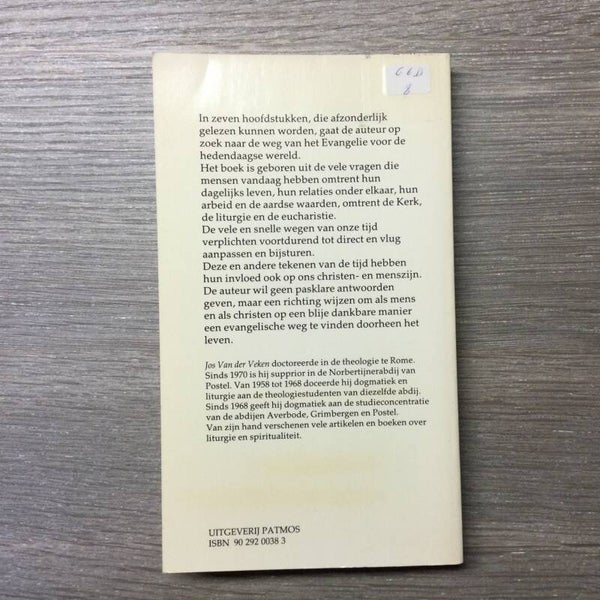 GEB
8
In zeven hoofdstukken, die afzonderlijk
gelezen kunnen worden, gaat de auteur op
zoek naar de weg van het Evangelie voor de
hedendaagse wereld.
Het boek is geboren uit de vele vragen die
mensen vandaag hebben omtrent hun
dagelijks leven, hun relaties onder elkaar, hun
arbeid en de aardse waarden, omtrent de Kerk,
de liturgie en de eucharistie.
De vele en snelle wegen van onze tijd
verplichten voortdurend tot direct en vlug
aanpassen en bijsturen.
Deze en andere tekenen van de tijd hebben
hun invloed ook op ons christen- en menszijn.
De auteur wil geen pasklare antwoorden
geven, maar een richting wijzen om als mens
en als christen op een blije dankbare manier
een evangelische weg te vinden doorheen het
leven.
Jos Van der Veken doctoreerde in de theologie te Rome.
Sinds 1970 is hij supprior in de Norbertijnerabdij van
Postel. Van 1958 tot 1968 doceerde hij dogmatiek en
liturgie aan de theologiestudenten van diezelfde abdij.
Sinds 1968 geeft hij dogmatiek aan de studieconcentratie
van de abdijen Averbode, Grimbergen en Postel.
Van zijn hand verschenen vele artikelen en boeken over
liturgie en spiritualiteit.
UITGEVERIJ PATMOS
ISBN 90 292 0038 3